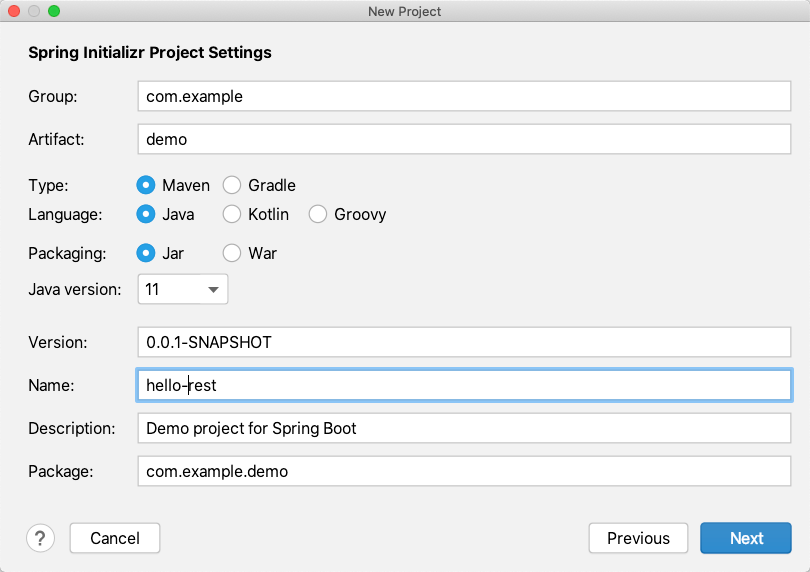 New Project
Spring Initializr Project Settings
Group: com.example
Artifact: demo
Type: Maven Gradle
Language: Java Kotlin Groovy
Packaging: Jar War
Java version: 11
Version: 0.0.1-SNAPSHOT
Name: hello-rest
Description: Demo project for Spring Boot
Package: com.example.demo
? Cancel Previous Next